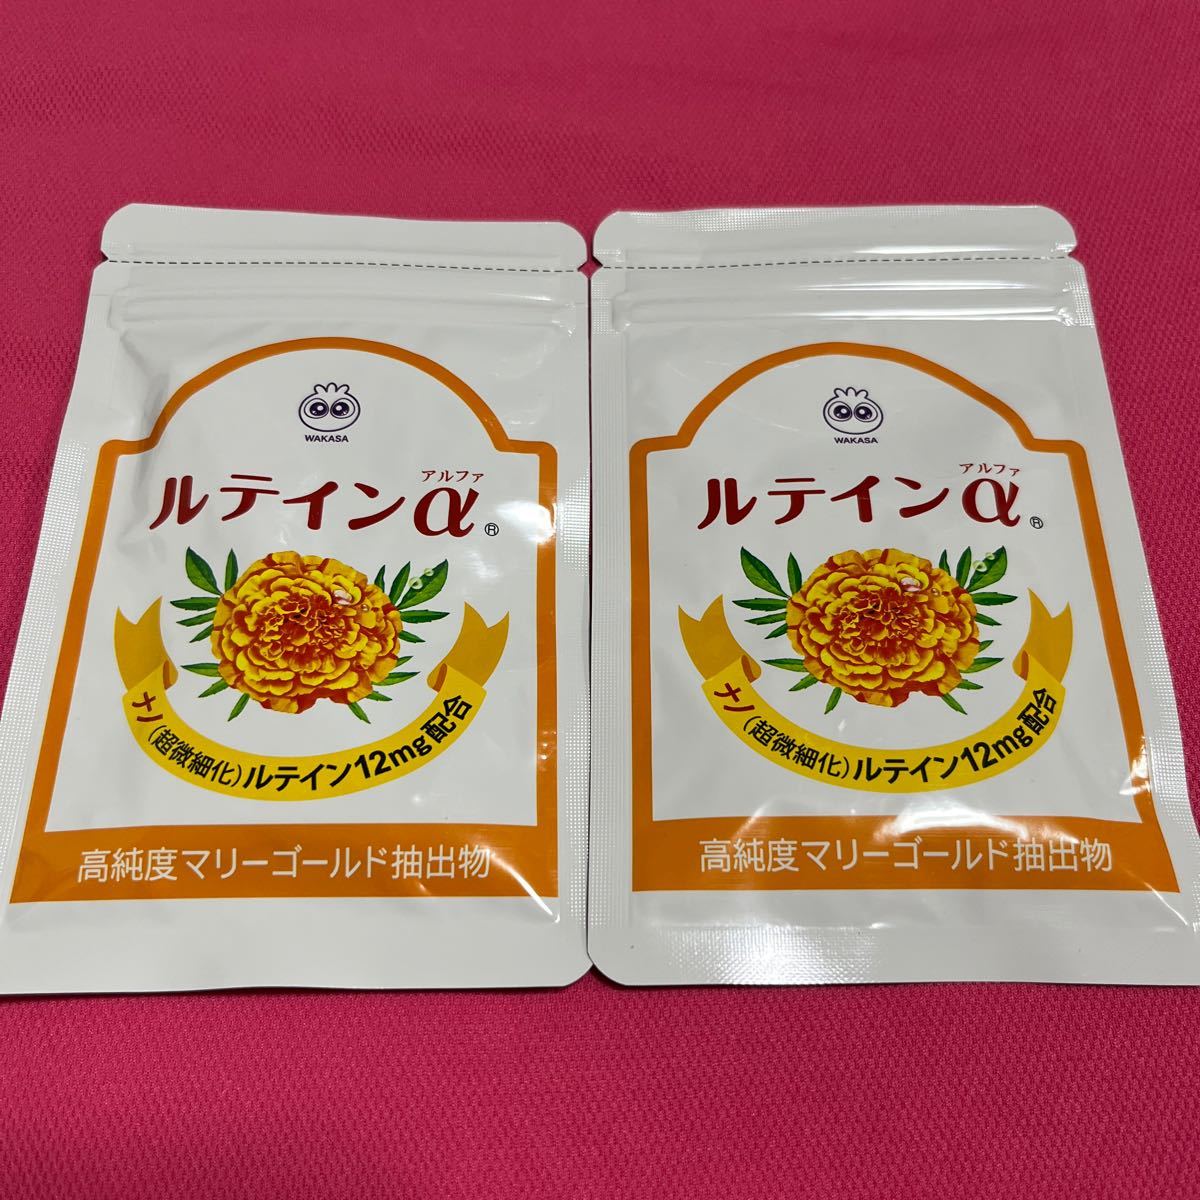 WAKASA
アルファ
ルテインα®
ナノ(超微細化)ルテイン12mg配合
高純度マリーゴールド抽出物
WAKASA
アルファ
ルテインα®
ナノ(超微細化)ルテイン12mg配合
高純度マリーゴールド抽出物